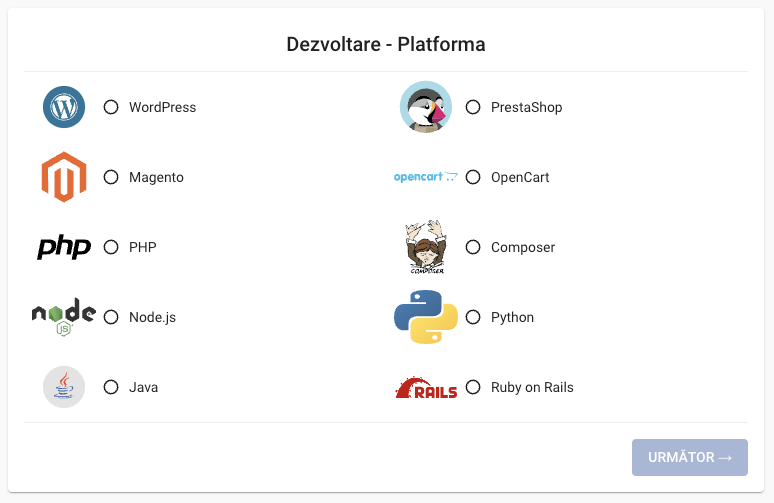 Dezvoltare - Platforma
WordPress
PrestaShop
Magento
opencart
OpenCart
php
PHP
COMPOSER
Composer
node
JS
Node.js
Python
Java
RAILS
Ruby on Rails
URMĂTOR →